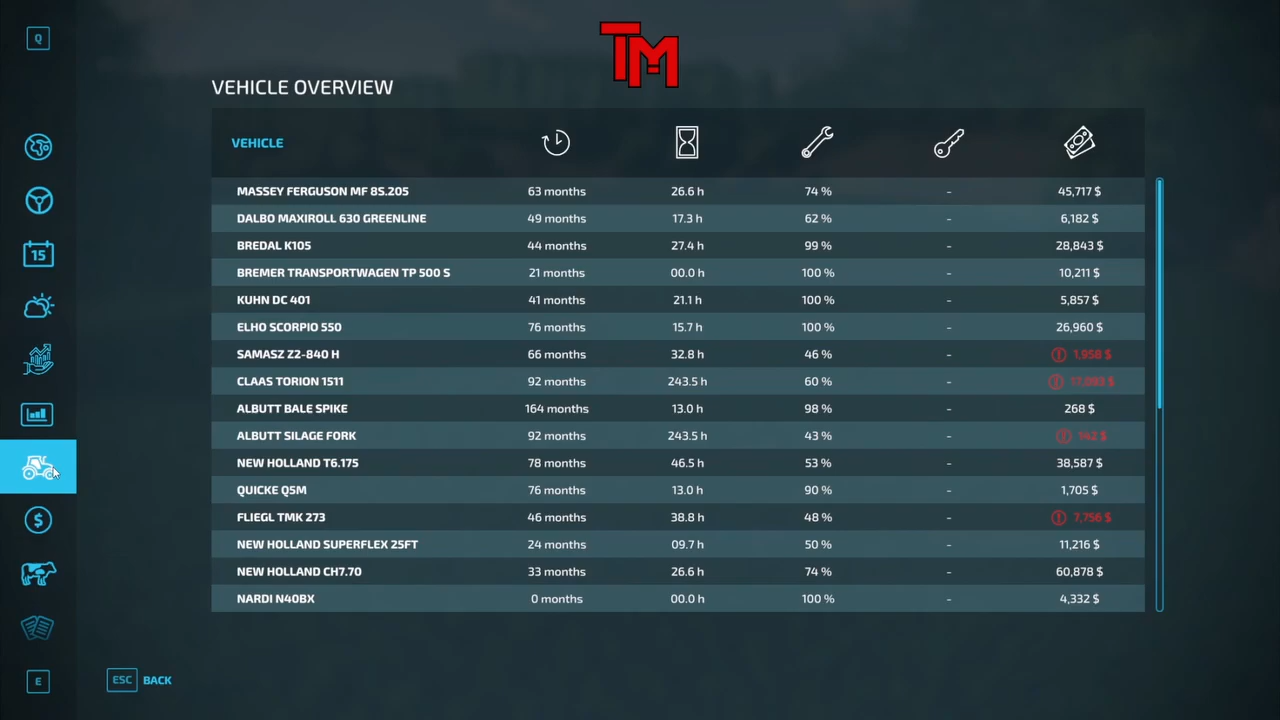 Q
TM
VEHICLE OVERVIEW
VEHICLE
15
MASSEY FERGUSON MF 8S.205 63 months 26.6 h 74 % - 45,717 $
DALBO MAXIROLL 630 GREENLINE 49 months 17.3 h 62 % - 6,182 $
BREDAL K105 44 months 27.4 h 99 % - 28,843 $
BREMER TRANSPORTWAGEN TP 500 S 21 months 00.0 h 100 % - 10,211 $
KUHN DC 401 41 months 21.1 h 100 % - 5,857 $
ELHO SCORPIO 550 76 months 15.7 h 100 % - 26,960 $
SAMASZ Z2-840 H 66 months 32.8 h 46 % - 1,958 $
CLAAS TORION 1511 92 months 243.5 h 60 % - 17,093 $
ALBUTT BALE SPIKE 164 months 13.0 h 98 % - 268 $
ALBUTT SILAGE FORK 92 months 243.5 h 43 % - 142 $
NEW HOLLAND T6.175 78 months 46.5 h 53 % - 38,587 $
QUICKE Q5M 76 months 13.0 h 90 % - 1,705 $
FLIEGL TMK 273 46 months 38.8 h 48 % - 7,756 $
NEW HOLLAND SUPERFLEX 25FT 24 months 09.7 h 50 % - 11,216 $
NEW HOLLAND CH7.70 33 months 26.6 h 74 % - 60,878 $
NARDI N40BX 0 months 00.0 h 100 % - 4,332 $
E
ESC BACK